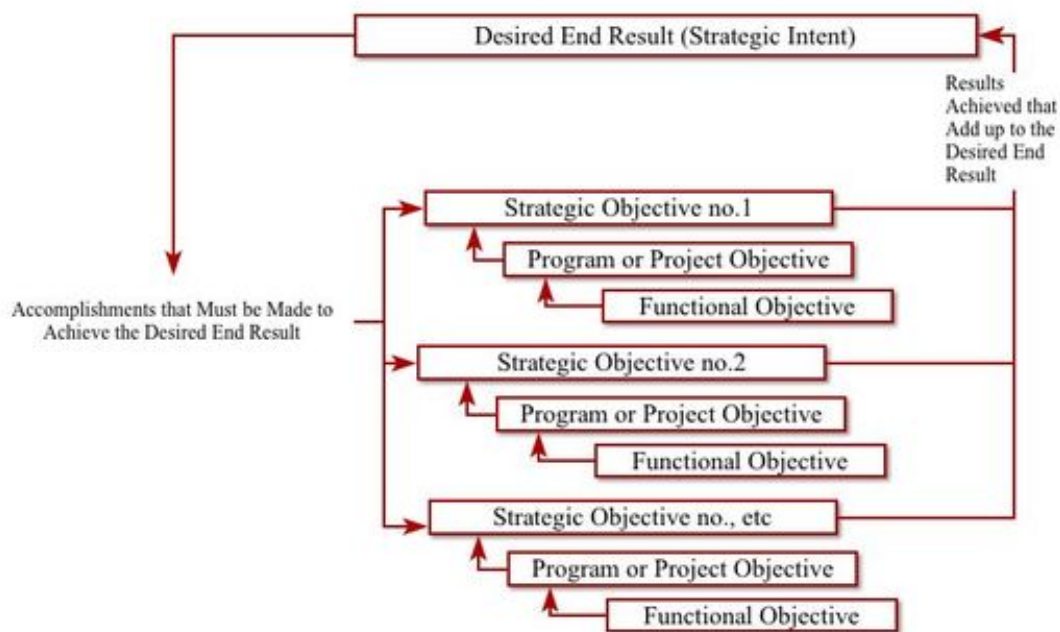 Desired End Result (Strategic Intent)
Results
Achieved that
Add up to the
Desired End
Result
Strategic Objective no.1
Program or Project Objective
Functional Objective
Accomplishments that Must be Made to
Achieve the Desired End Result
Strategic Objective no.2
Program or Project Objective
Functional Objective
Strategic Objective no., etc
Program or Project Objective
Functional Objective